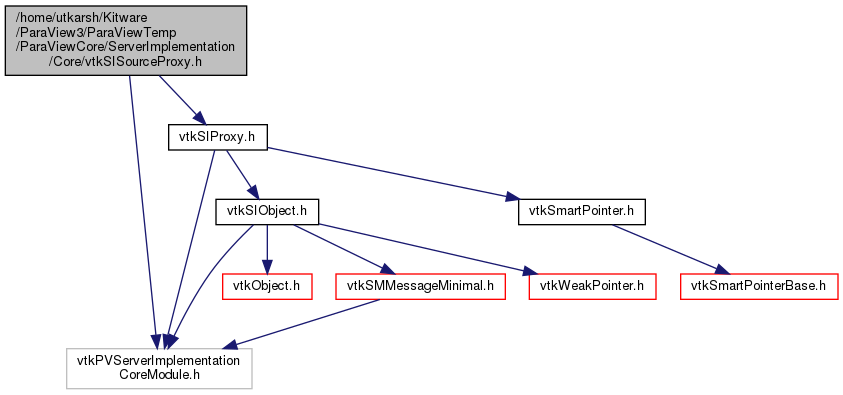 /home/utkarsh/Kitware
/ParaView3/ParaViewTemp
/ParaViewCore/ServerImplementation
/Core/vtkSISourceProxy.h
vtkSIProxy.h
vtkSIObject.h
vtkSmartPointer.h
vtkObject.h
vtkSMMessageMinimal.h
vtkWeakPointer.h
vtkSmartPointerBase.h
vtkPVServerImplementation
CoreModule.h